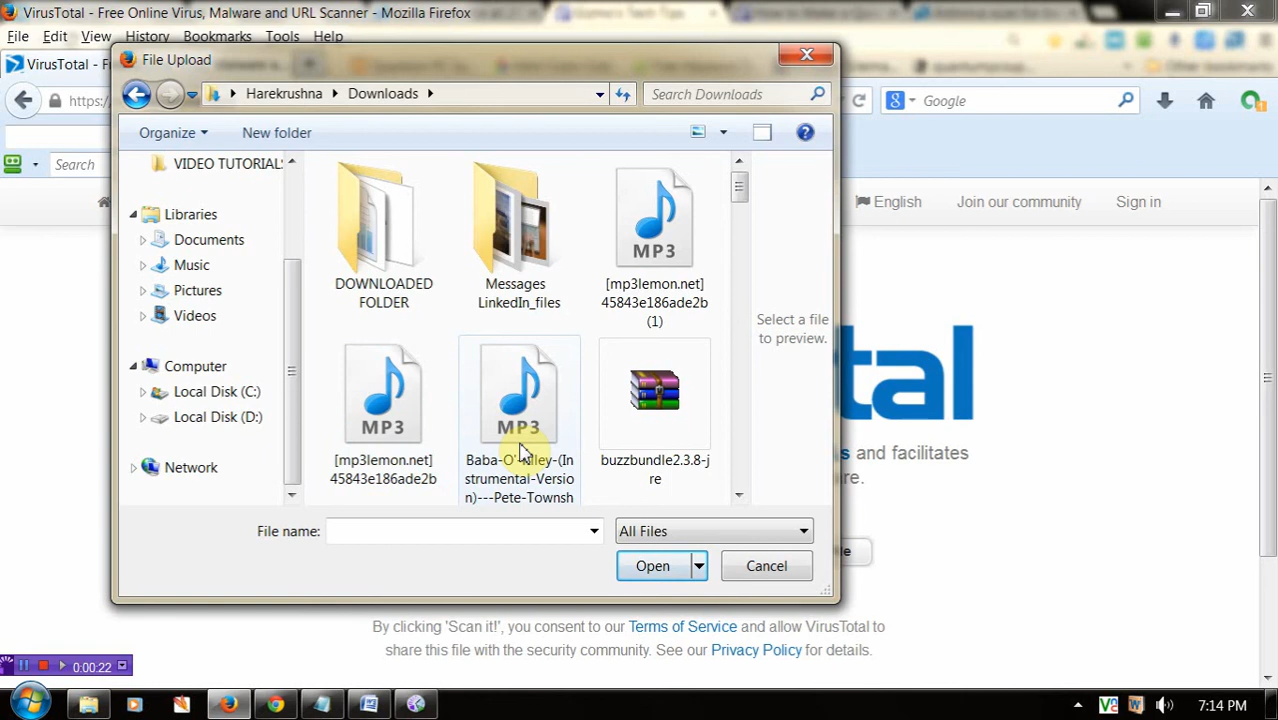 VirusTotal - Free Online Virus, Malware and URL Scanner - Mozilla Firefox
File Edit View History Bookmarks Tools Help
File Upload
VirusTotal - F
Harekrushna Downloads
Search Downloads
https:/
Google
Organize
New folder
Search
VIDEO TUTORIALS
Libraries
Documents
Music
Pictures
Videos
Computer
Local Disk (C:)
Local Disk (D:)
Network
DOWNLOADED
FOLDER
Messages
LinkedIn_files
MP3
[mp3lemon.net]
45843e186ade2b
(1)
MP3
[mp3lemon.net]
45843e186ade2b
MP3
Baba-O'-Riley-(In
strumental-Versio
n)---Pete-Townsh
buzzbundle2.3.8-j
re
Select a file
to preview.
File name:
All Files
Open
Cancel
English
Join our community
Sign in
tal
s and facilitates
le
By clicking 'Scan it!', you consent to our Terms of Service and allow VirusTotal to
share this file with the security community. See our Privacy Policy for details.
0:00:22
7:14 PM